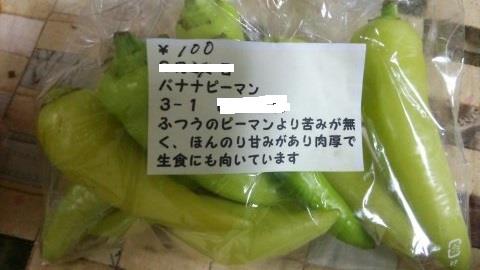 ￥100
バナナピーマン
3-1
ふつうのピーマンより苦みが無
く、ほんのり甘みがあり肉厚で
生食にも向いています